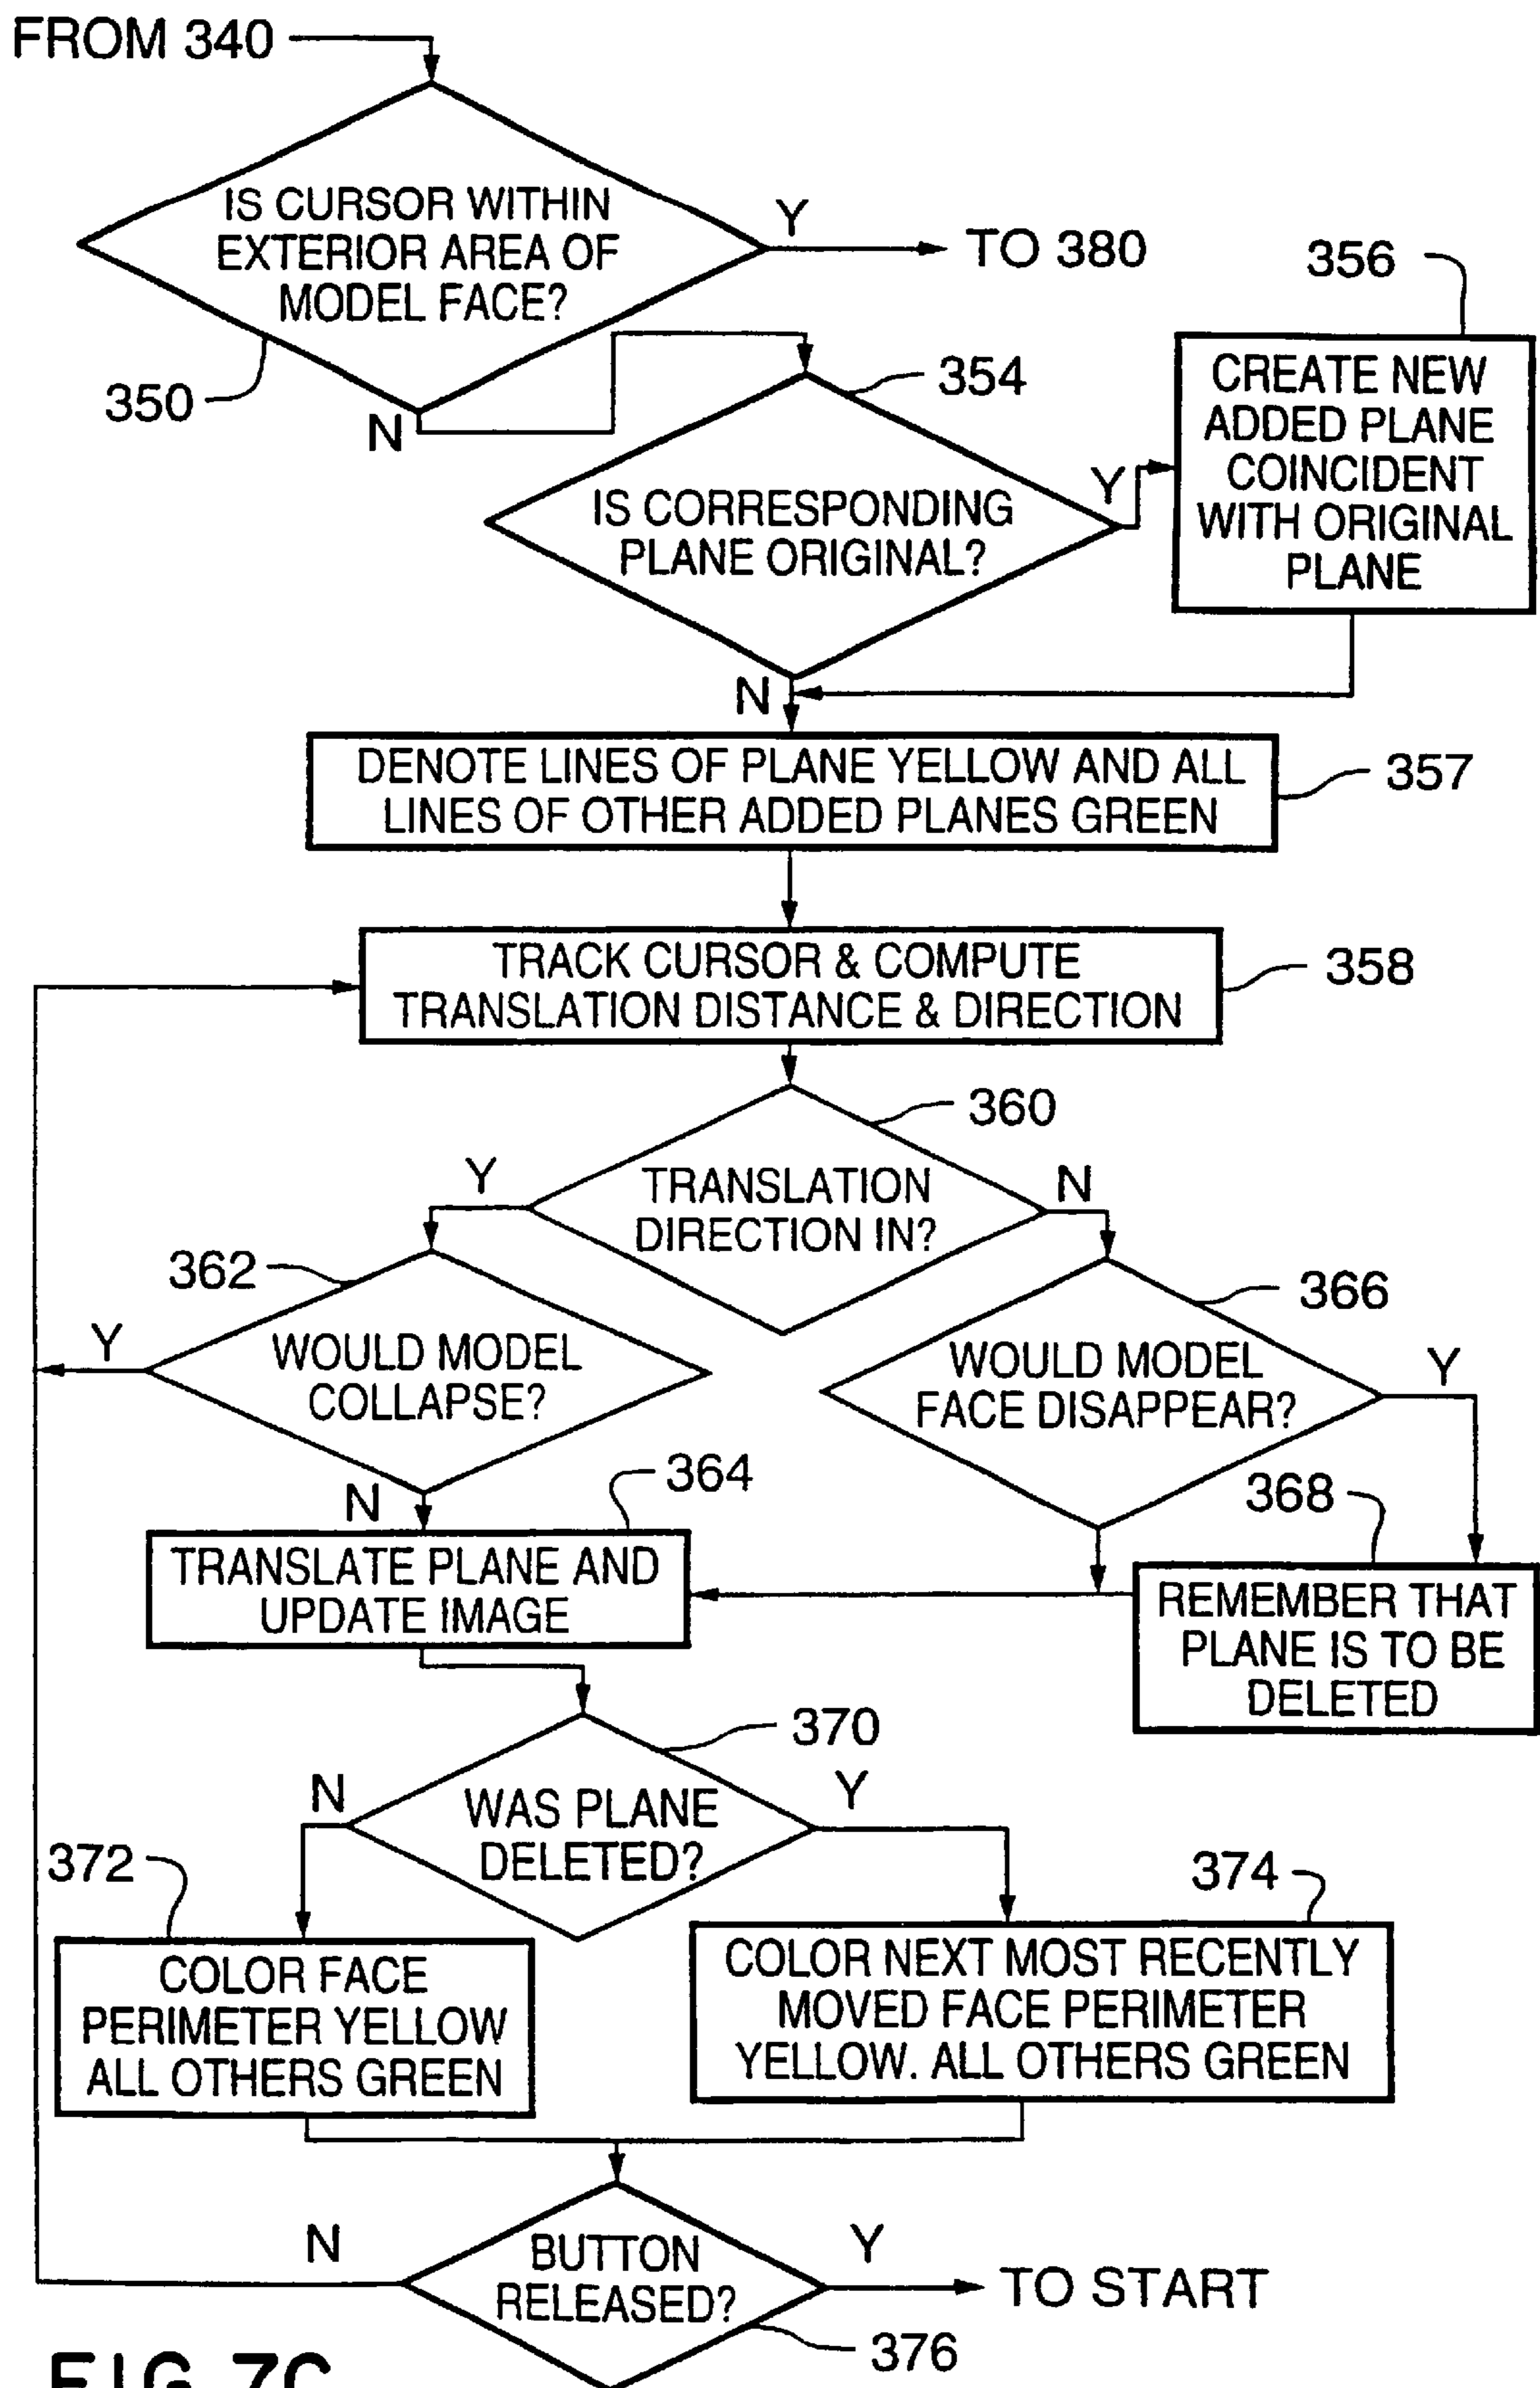 FROM 340
IS CURSOR WITHIN
EXTERIOR AREA OF
MODEL FACE?
Y
TO 380
350
N
354
356
CREATE NEW
ADDED PLANE
COINCIDENT
WITH ORIGINAL
PLANE
IS CORRESPONDING
PLANE ORIGINAL?
Y
N
DENOTE LINES OF PLANE YELLOW AND ALL
LINES OF OTHER ADDED PLANES GREEN
357
TRACK CURSOR & COMPUTE
TRANSLATION DISTANCE & DIRECTION
358
360
TRANSLATION
DIRECTION IN?
Y
N
362
WOULD MODEL
COLLAPSE?
Y
N
366
WOULD MODEL
FACE DISAPPEAR?
Y
364
TRANSLATE PLANE AND
UPDATE IMAGE
368
REMEMBER THAT
PLANE IS TO BE
DELETED
370
WAS PLANE
DELETED?
N
Y
372
COLOR FACE
PERIMETER YELLOW
ALL OTHERS GREEN
374
COLOR NEXT MOST RECENTLY
MOVED FACE PERIMETER
YELLOW. ALL OTHERS GREEN
BUTTON
RELEASED?
N
Y
TO START
376
FIG. 7C